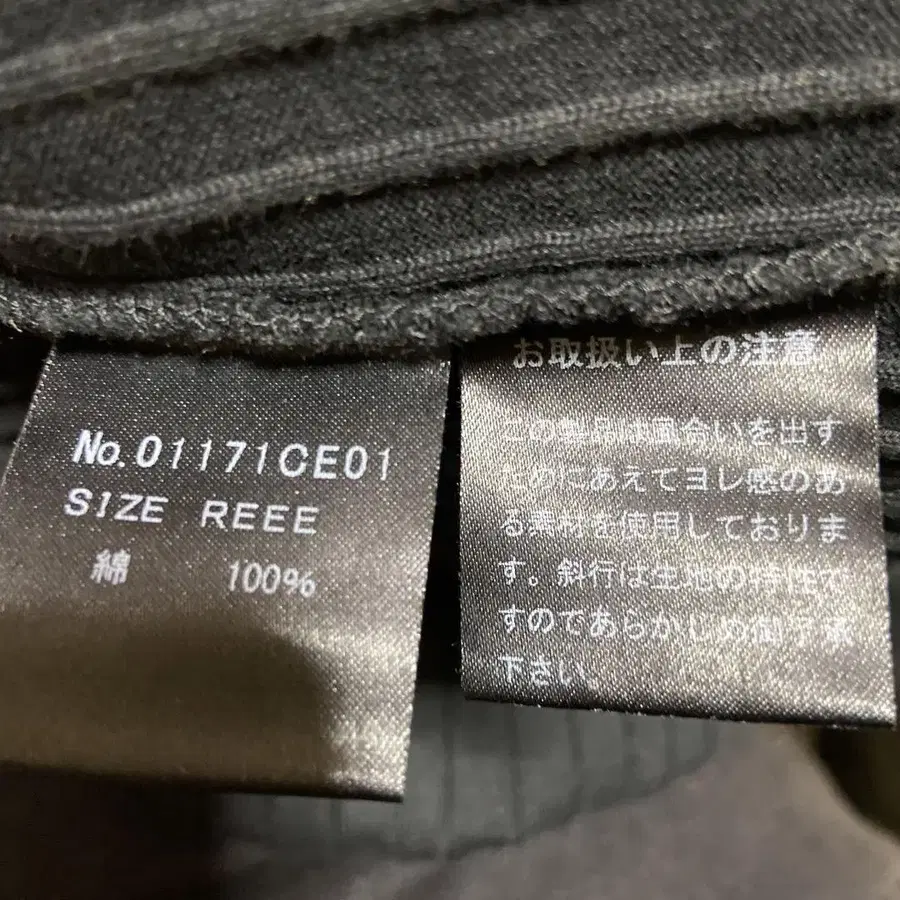 No.01171CE01
SIZE REEE
綿 100%
お取扱い上の注意
この製品は風合いを出す
ためにあえてヨレ感のあ
る素材を使用しておりま
す。斜行は生地の特性で
すのであらかじめ御了承
下さい。